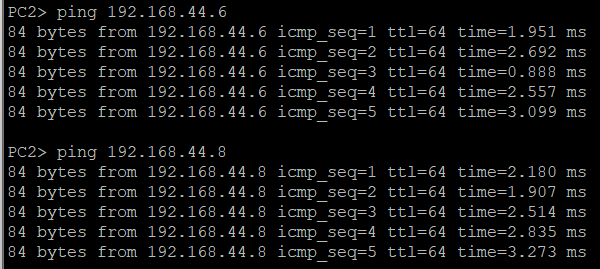 PC2> ping 192.168.44.6
84 bytes from 192.168.44.6 icmp_seq=1 ttl=64 time=1.951 ms
84 bytes from 192.168.44.6 icmp_seq=2 ttl=64 time=2.692 ms
84 bytes from 192.168.44.6 icmp_seq=3 ttl=64 time=0.888 ms
84 bytes from 192.168.44.6 icmp_seq=4 ttl=64 time=2.557 ms
84 bytes from 192.168.44.6 icmp_seq=5 ttl=64 time=3.099 ms
PC2> ping 192.168.44.8
84 bytes from 192.168.44.8 icmp_seq=1 ttl=64 time=2.180 ms
84 bytes from 192.168.44.8 icmp_seq=2 ttl=64 time=1.907 ms
84 bytes from 192.168.44.8 icmp_seq=3 ttl=64 time=2.514 ms
84 bytes from 192.168.44.8 icmp_seq=4 ttl=64 time=2.835 ms
84 bytes from 192.168.44.8 icmp_seq=5 ttl=64 time=3.273 ms